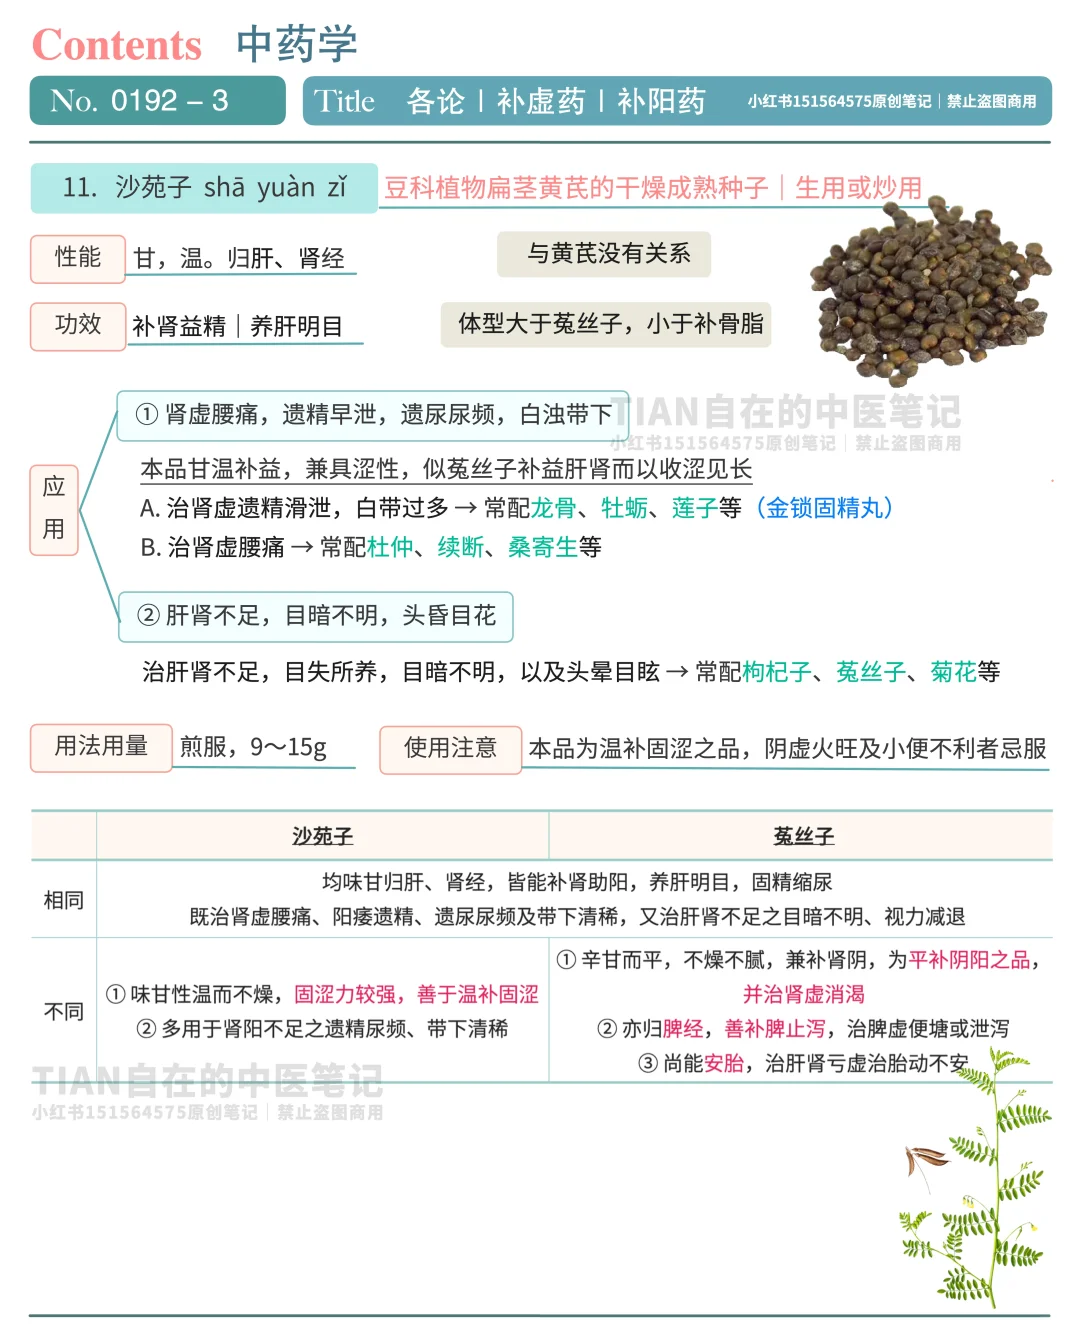 Contents 中药学
No. 0192 – 3
Title 各论｜补虚药｜补阳药 小红书151564575原创笔记｜禁止盗图商用
11. 沙苑子 shā yuàn zǐ 豆科植物扁茎黄芪的干燥成熟种子｜生用或炒用
性能 甘，温。归肝、肾经
与黄芪没有关系
功效 补肾益精｜养肝明目
体型大于菟丝子，小于补骨脂
① 肾虚腰痛，遗精早泄，遗尿尿频，白浊带下
TIAN自在的中医笔记
小红书151564575原创笔记｜禁止盗图商用
应用
本品甘温补益，兼具涩性，似菟丝子补益肝肾而以收涩见长
A. 治肾虚遗精滑泄，白带过多 → 常配龙骨、牡蛎、莲子等（金锁固精丸）
B. 治肾虚腰痛 → 常配杜仲、续断、桑寄生等
② 肝肾不足，目暗不明，头昏目花
治肝肾不足，目失所养，目暗不明，以及头晕目眩 → 常配枸杞子、菟丝子、菊花等
用法用量 煎服，9～15g
使用注意 本品为温补固涩之品，阴虚火旺及小便不利者忌服
沙苑子 菟丝子
相同
均味甘归肝、肾经，皆能补肾助阳，养肝明目，固精缩尿
既治肾虚腰痛、阳痿遗精、遗尿尿频及带下清稀，又治肝肾不足之目暗不明、视力减退
不同
① 味甘性温而不燥，固涩力较强，善于温补固涩
② 多用于肾阳不足之遗精尿频、带下清稀
① 辛甘而平，不燥不腻，兼补肾阴，为平补阴阳之品，
并治肾虚消渴
② 亦归脾经，善补脾止泻，治脾虚便溏或泄泻
③ 尚能安胎，治肝肾亏虚治胎动不安
TIAN自在的中医笔记
小红书151564575原创笔记｜禁止盗图商用